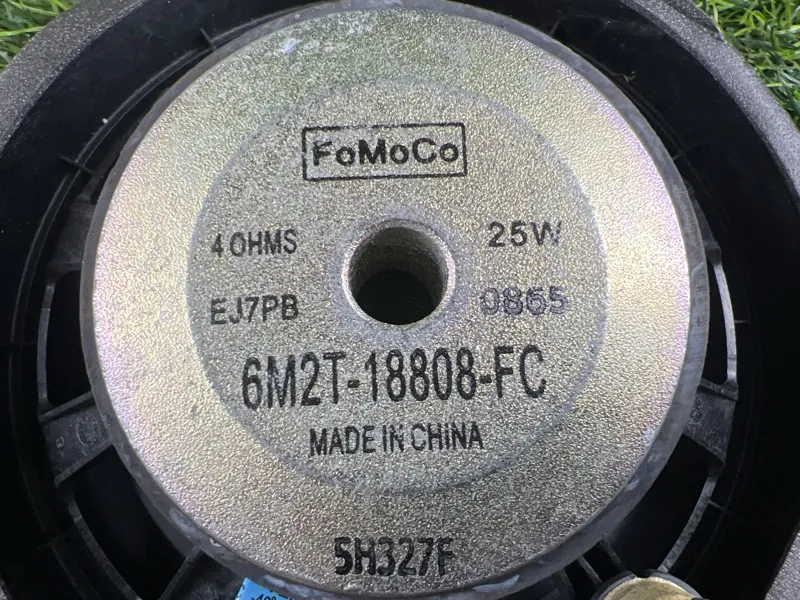 FoMoCo
4 OHMS 25W
EJ7PB 0865
6M2T-18808-FC
MADE IN CHINA
5H327F